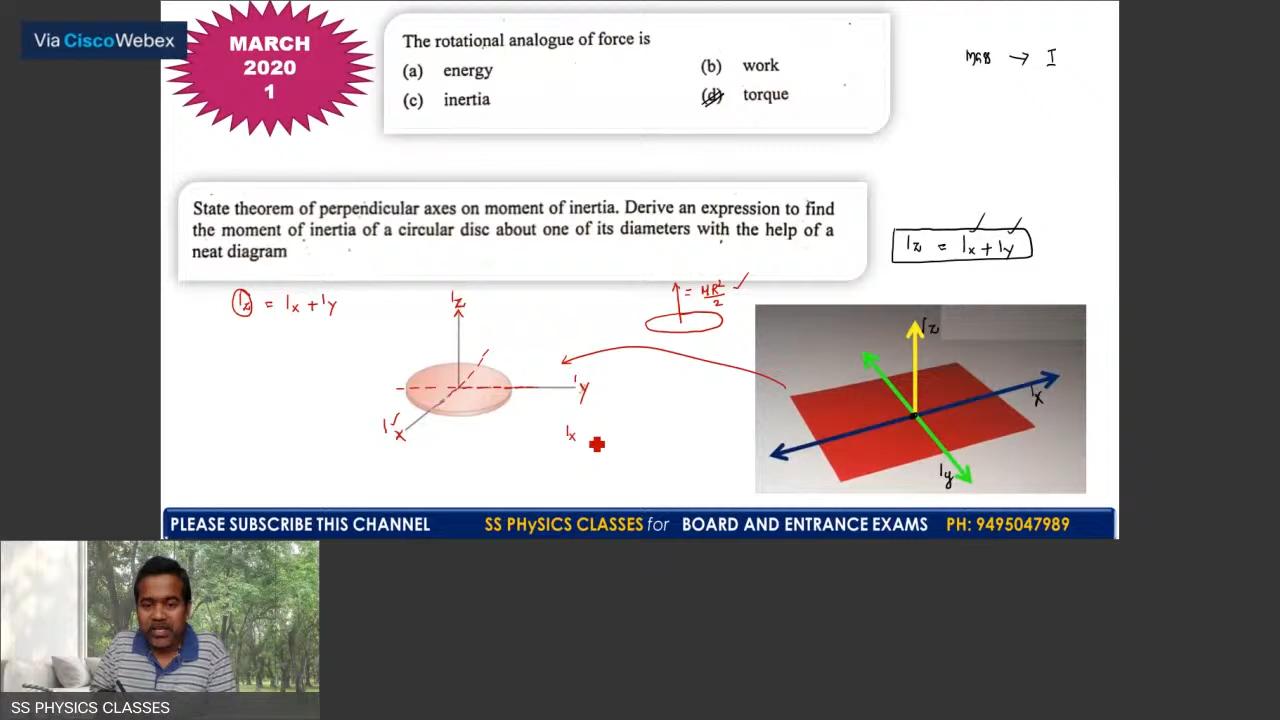 Via CiscoWebex
MARCH
2020
1
The rotational analogue of force is
(a) energy
(b) work
(c) inertia
(d) torque
mass → I
State theorem of perpendicular axes on moment of inertia. Derive an expression to find
the moment of inertia of a circular disc about one of its diameters with the help of a
neat diagram
Iz = Ix + Iy
Iz = Ix + Iy
Iz
= MR²/2
Iy
Ix
Ix
Iz
Ix
Iy
PLEASE SUBSCRIBE THIS CHANNEL SS PHySICS CLASSES for BOARD AND ENTRANCE EXAMS PH: 9495047989
SS PHYSICS CLASSES